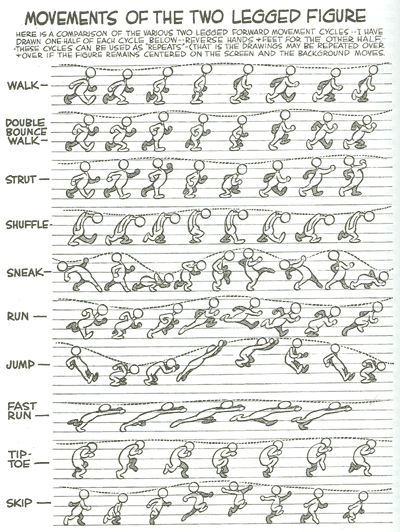 MOVEMENTS OF THE TWO LEGGED FIGURE
HERE IS A COMPARISON OF THE VARIOUS TWO LEGGED FORWARD MOVEMENT CYCLES -- I HAVE
DRAWN ONE HALF OF EACH CYCLE BELOW -- REVERSE HANDS + FEET FOR THE OTHER HALF-
-THESE CYCLES CAN BE USED AS "REPEATS"-(THAT IS THE DRAWINGS MAY BE REPEATED OVER
+ OVER IF THE FIGURE REMAINS CENTERED ON THE SCREEN AND THE BACKGROUND MOVES.
WALK-
DOUBLE
BOUNCE
WALK-
STRUT-
SHUFFLE-
SNEAK-
RUN-
JUMP-
FAST
RUN-
TIP-
TOE-
SKIP-